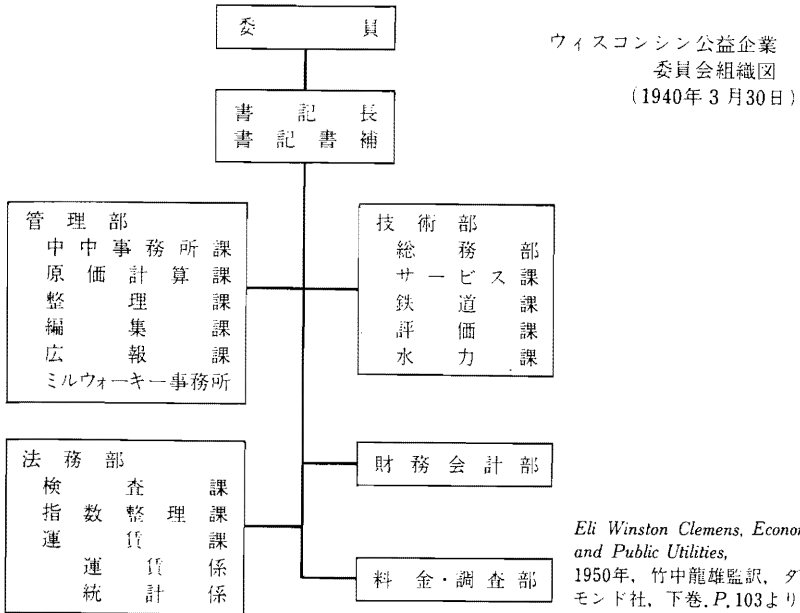 委員
ウィスコンシン公益企業
委員会組織図
(1940年3月30日)
書記長
書記書補
管理部
中中事務所課
原価計算課
整理課
編集課
広報課
ミルウォーキー事務所
技術部
総務部
サービス課
鉄道課
評価課
水力課
法務部
検査課
指数整理課
運賃課
運賃係
統計係
財務会計部
料金・調査部
Eli Winston Clemens, Econo
and Public Utilities,
1950年，竹中龍雄監訳，ダ
モンド社，下巻．P. 103より